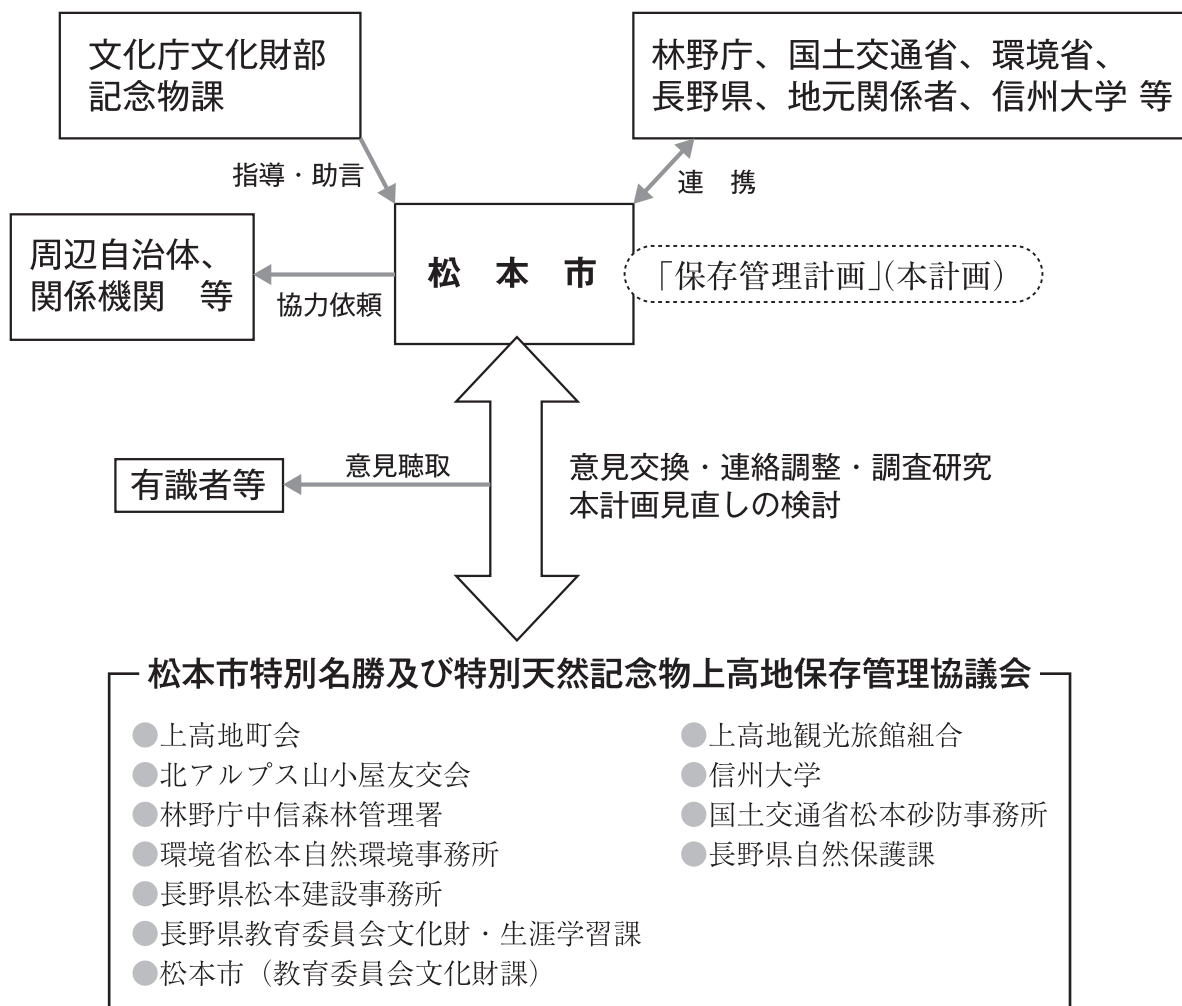 文化庁文化財部
記念物課
林野庁、国土交通省、環境省、
長野県、地元関係者、信州大学 等
指導・助言
連 携
周辺自治体、
関係機関 等
協力依頼
松 本 市
「保存管理計画」(本計画)
有識者等
意見聴取
意見交換・連絡調整・調査研究
本計画見直しの検討
松本市特別名勝及び特別天然記念物上高地保存管理協議会
●上高地町会
●北アルプス山小屋友交会
●林野庁中信森林管理署
●環境省松本自然環境事務所
●長野県松本建設事務所
●長野県教育委員会文化財・生涯学習課
●松本市（教育委員会文化財課）
●上高地観光旅館組合
●信州大学
●国土交通省松本砂防事務所
●長野県自然保護課